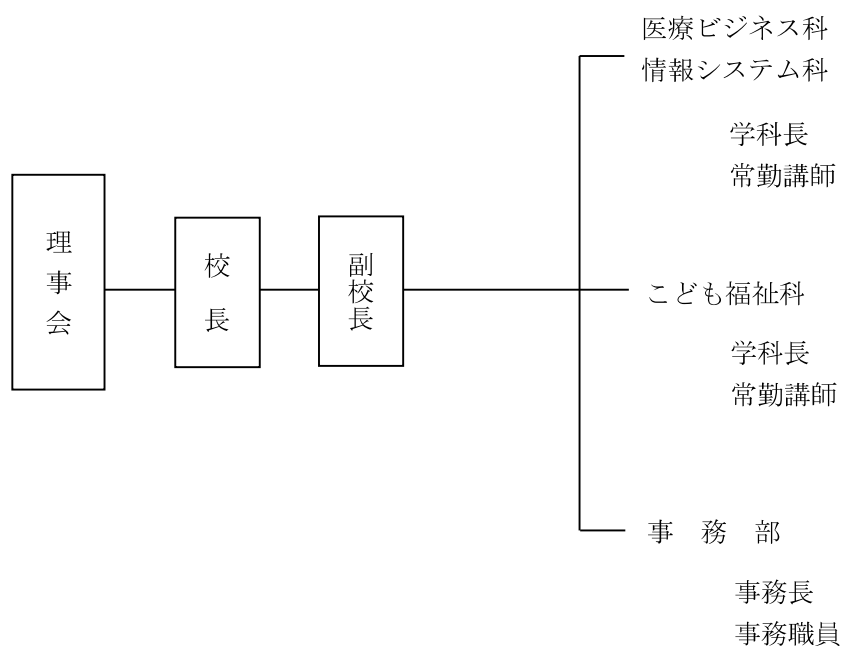 理事会
校長
副校長
医療ビジネス科
情報システム科
学科長
常勤講師
こども福祉科
学科長
常勤講師
事　務　部
事務長
事務職員